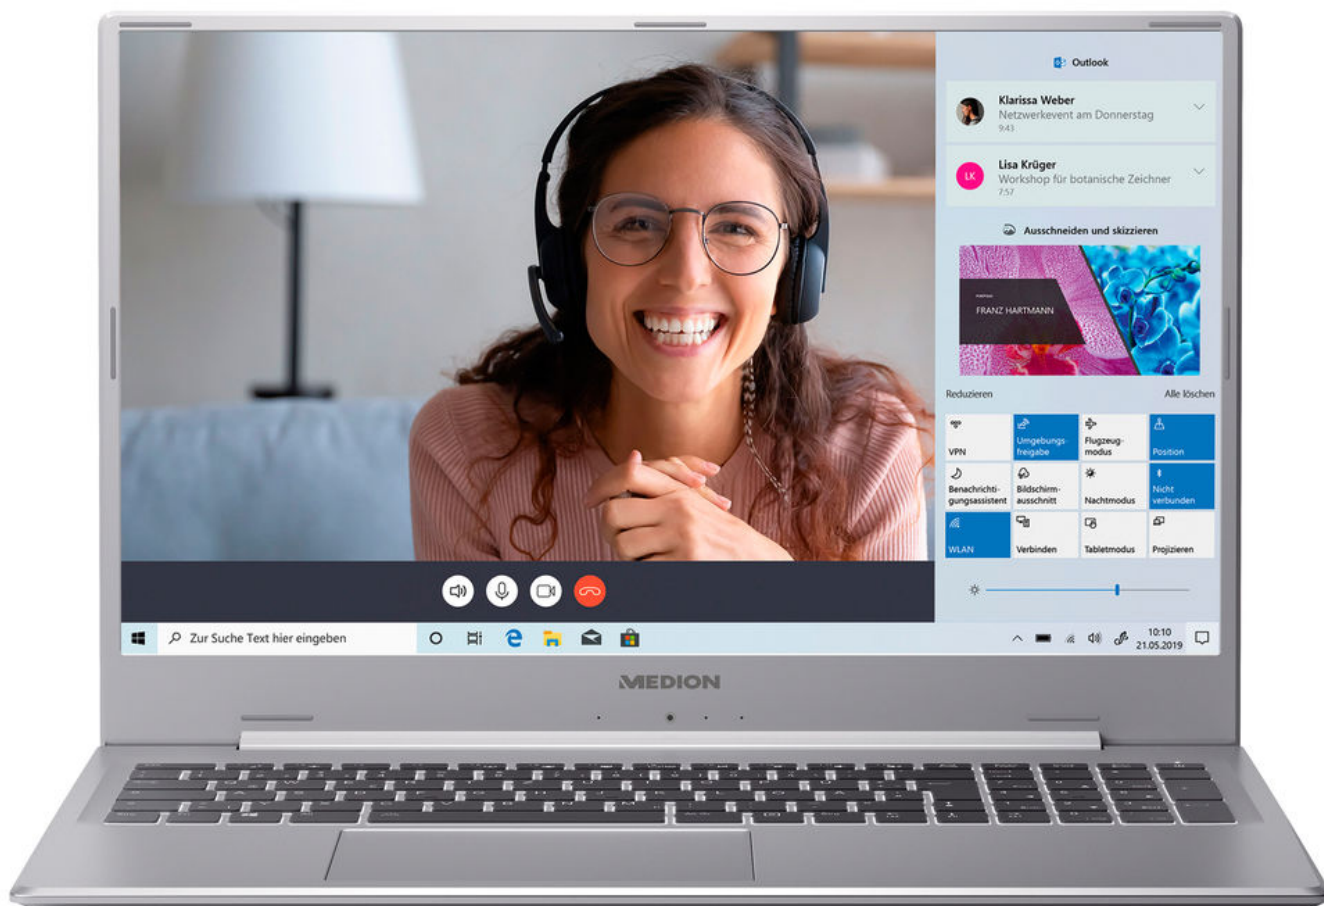 Outlook
Klarissa Weber
Netzwerkevent am Donnerstag
9:43
LK
Lisa Krüger
Workshop für botanische Zeichner
7:57
Ausschneiden und skizzieren
FRANZ HARTMANN
Reduzieren
Alle löschen
VPN
Umgebungs-
freigabe
Flugzeug-
modus
Position
Benachrichti-
gungsassistent
Bildschirm-
ausschnitt
Nachtmodus
Nicht
verbunden
WLAN
Verbinden
Tabletmodus
Projizieren
Zur Suche Text hier eingeben
10:10
21.05.2019
MEDION